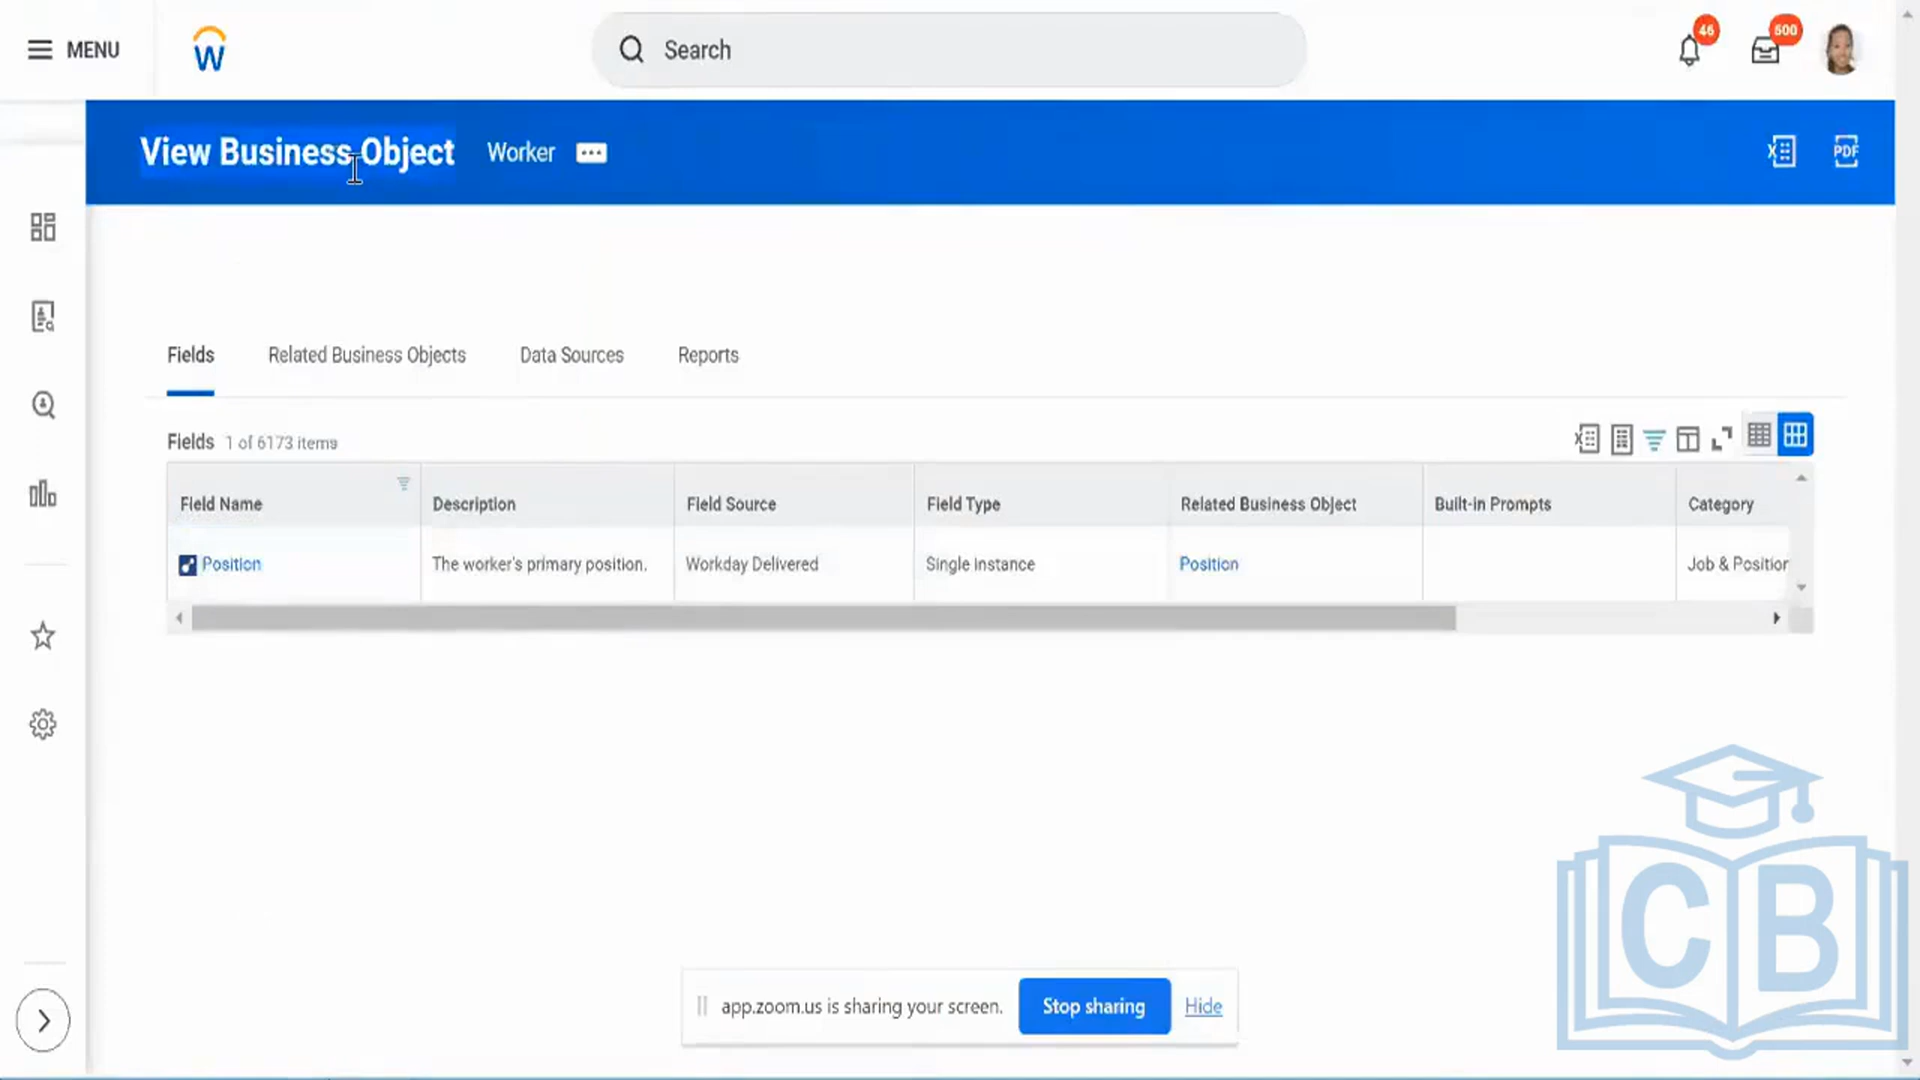 MENU
W
Search
46
500
View Business Object Worker
X
PDF
Fields Related Business Objects Data Sources Reports
Fields 1 of 6173 items
X
Field Name Description Field Source Field Type Related Business Object Built-in Prompts Category
Position The worker's primary position. Workday Delivered Single Instance Position Job & Position
app.zoom.us is sharing your screen. Stop sharing Hide
CB